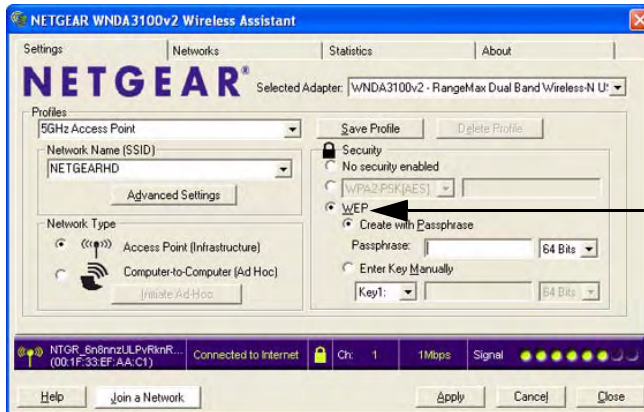 NETGEAR WNDA3100v2 Wireless Assistant
Settings Networks Statistics About
NETGEAR® Selected Adapter: WNDA3100v2 - RangeMax Dual Band Wireless-N U
Profiles
5GHz Access Point Save Profile Delete Profile
Network Name (SSID) Security
NETGEARHD No security enabled
WPA2-PSK[AES]
Advanced Settings WEP
Network Type Create with Passphrase
Access Point (Infrastructure) Passphrase: 64 Bits
Computer-to-Computer (Ad Hoc) Enter Key Manually
Initiate Ad-Hoc Key1: 64 Bits
NTGR_6n8nnzULPvRknR... Connected to Internet Ch: 1 1Mbps Signal
(00:1F:33:EF:AA:C1)
Help Join a Network Apply Cancel Close